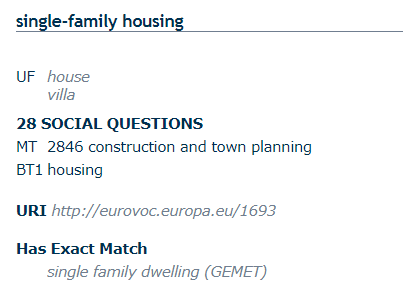 single-family housing
UF house
villa
28 SOCIAL QUESTIONS
MT 2846 construction and town planning
BT1 housing
URI http://eurovoc.europa.eu/1693
Has Exact Match
single family dwelling (GEMET)